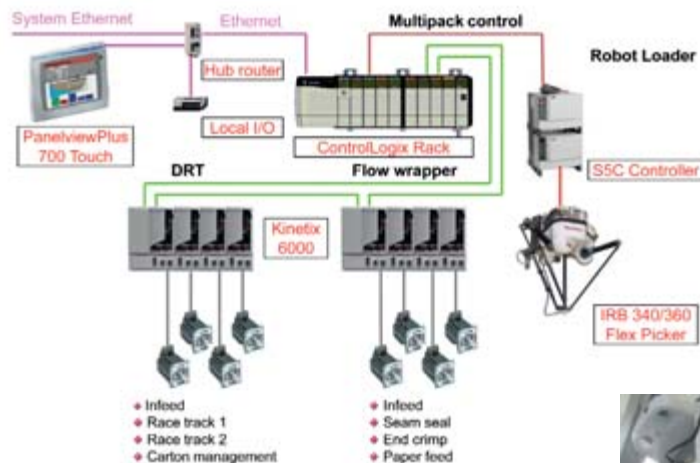 System Ethernet
Ethernet
Multipack control
Robot Loader
Hub router
PanelviewPlus
700 Touch
Local I/O
ControlLogix Rack
S5C Controller
DRT
Flow wrapper
Kinetix
6000
IRB 340/360
Flex Picker
Infeed
Race track 1
Race track 2
Carton management
Infeed
Seam seal
End crimp
Paper feed